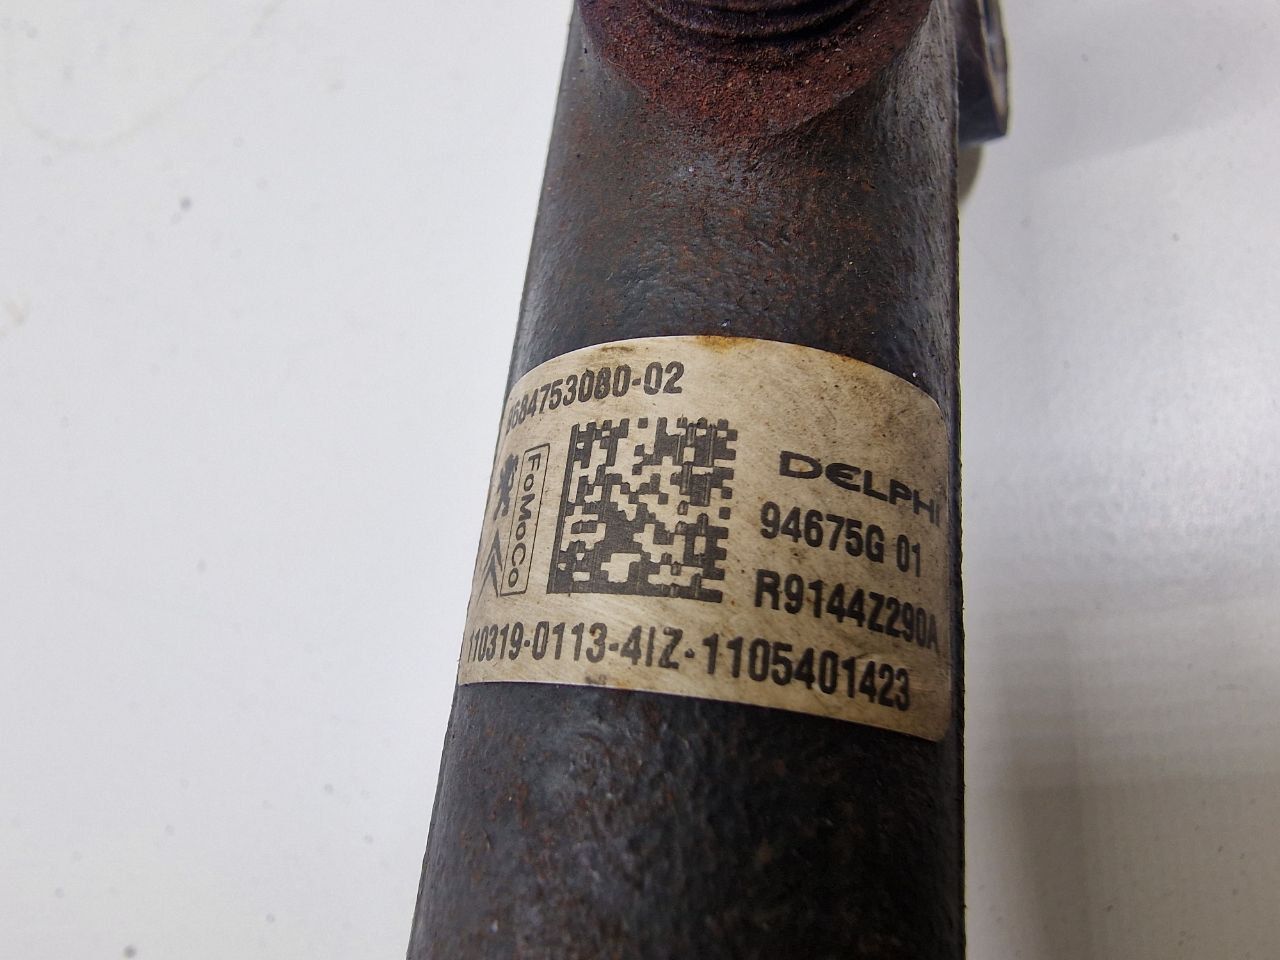 9684753080-02
FoMoCo
DELPHI
94675G 01
R9144Z290A
110319-0113-4IZ-1105401423